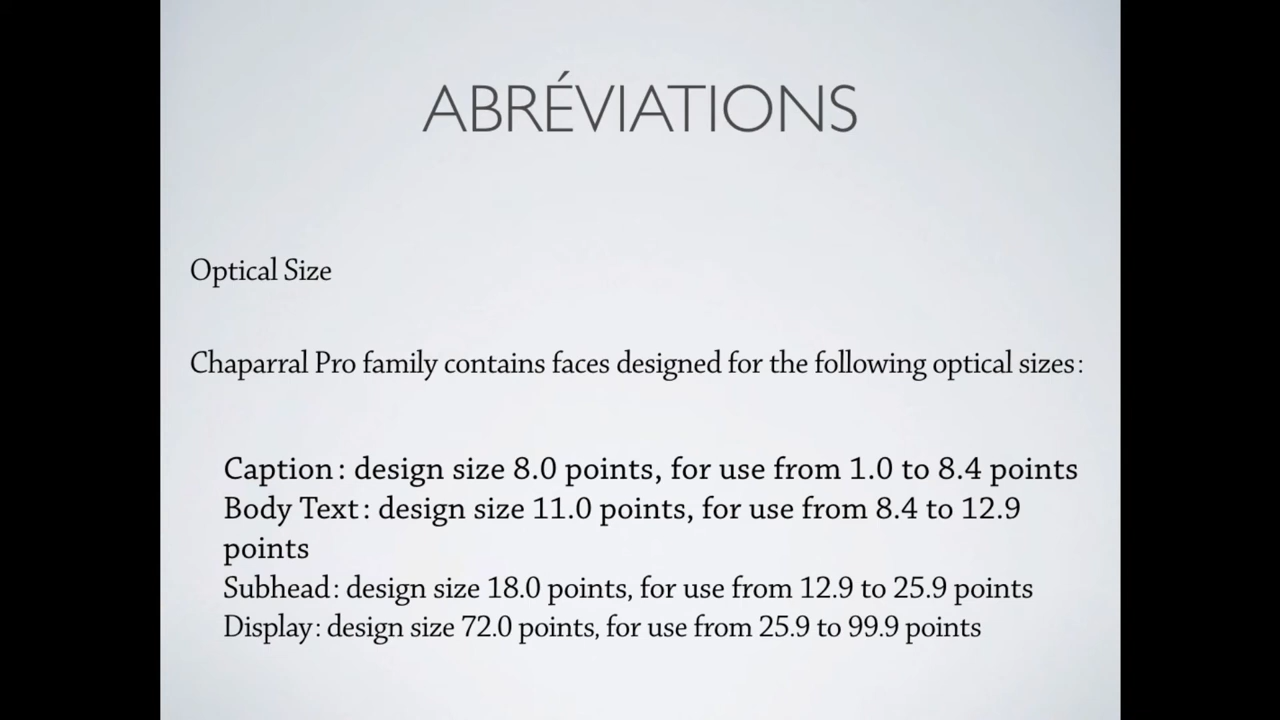 ABRÉVIATIONS
Optical Size
Chaparral Pro family contains faces designed for the following optical sizes:
Caption: design size 8.0 points, for use from 1.0 to 8.4 points
Body Text: design size 11.0 points, for use from 8.4 to 12.9
points
Subhead: design size 18.0 points, for use from 12.9 to 25.9 points
Display: design size 72.0 points, for use from 25.9 to 99.9 points